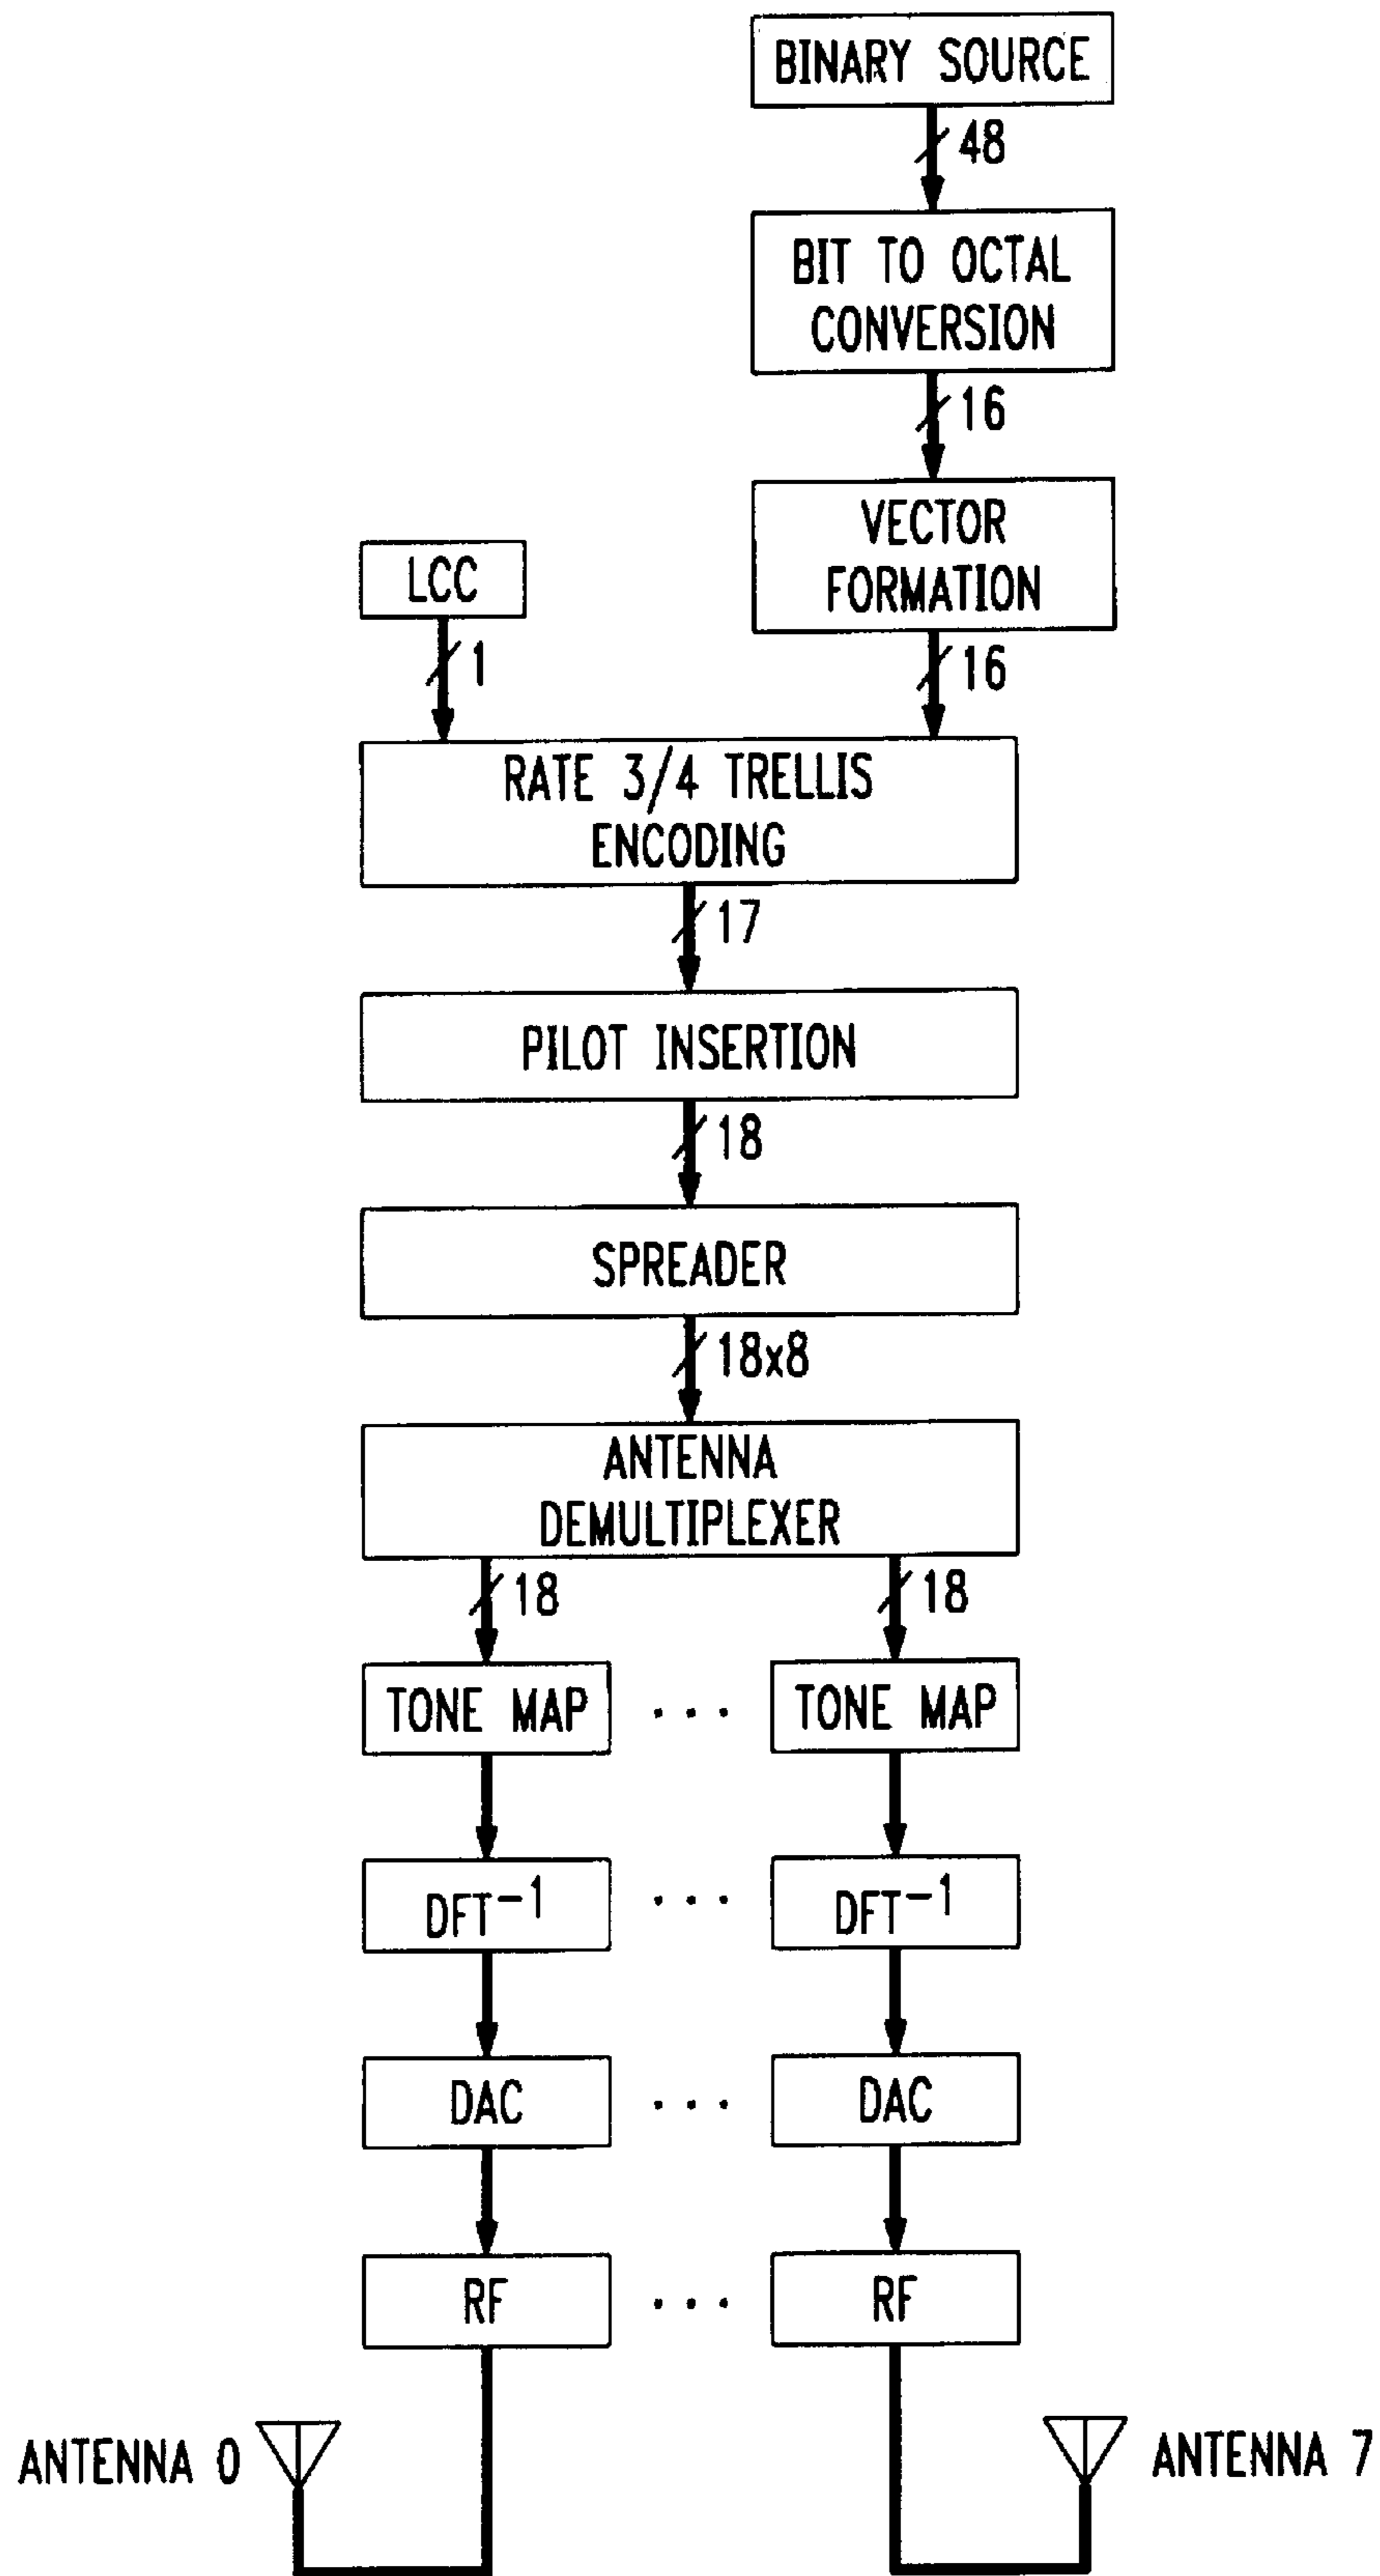 BINARY SOURCE
48
BIT TO OCTAL
CONVERSION
16
VECTOR
FORMATION
LCC
1
16
RATE 3/4 TRELLIS
ENCODING
17
PILOT INSERTION
18
SPREADER
18x8
ANTENNA
DEMULTIPLEXER
18
18
TONE MAP
. . .
TONE MAP
DFT⁻¹
. . .
DFT⁻¹
DAC
. . .
DAC
RF
. . .
RF
ANTENNA 0
ANTENNA 7